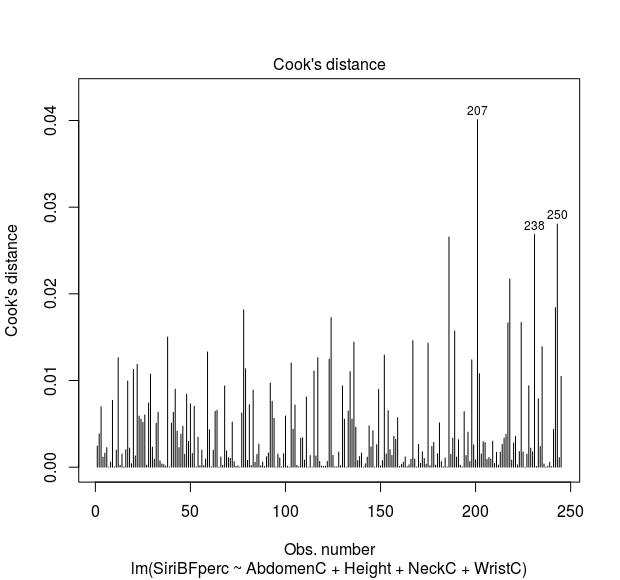 Cook's distance
207
250
238
0.04
0.03
0.02
0.01
0.00
Cook's distance
0 50 100 150 200 250
Obs. number
lm(SiriBFperc ~ AbdomenC + Height + NeckC + WristC)